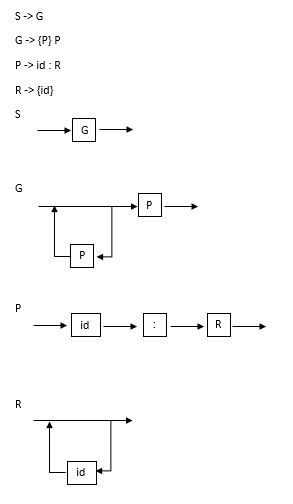 S -> G
G -> {P} P
P -> id : R
R -> {id}
S
G
G
P
P
P
id : R
R
id